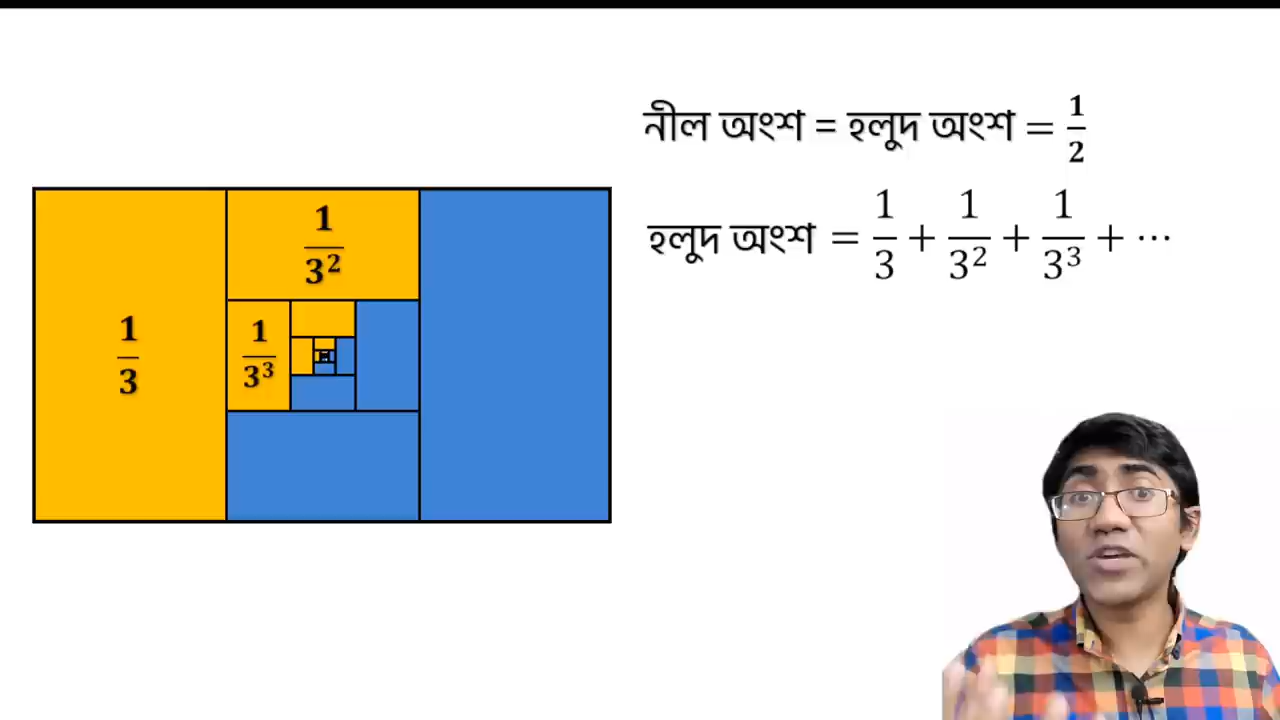 নীল অংশ = হলুদ অংশ = 1/2
হলুদ অংশ = 1/3 + 1/3² + 1/3³ + ⋯
1/3²
1/3
1/3³